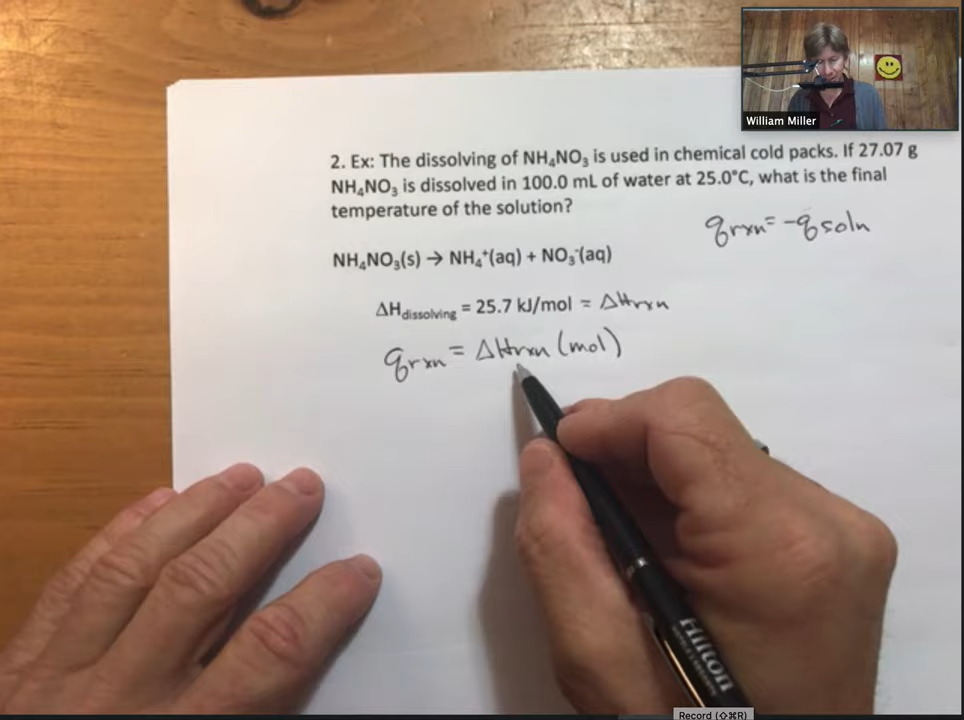 William Miller
2. Ex: The dissolving of NH₄NO₃ is used in chemical cold packs. If 27.07 g
NH₄NO₃ is dissolved in 100.0 mL of water at 25.0°C, what is the final
temperature of the solution?
qrxn = -qsoln
NH₄NO₃(s) → NH₄⁺(aq) + NO₃⁻(aq)
ΔHdissolving = 25.7 kJ/mol = ΔHrxn
qrxn = ΔHrxn (mol)
Hilton
Record (⇧⌘R)